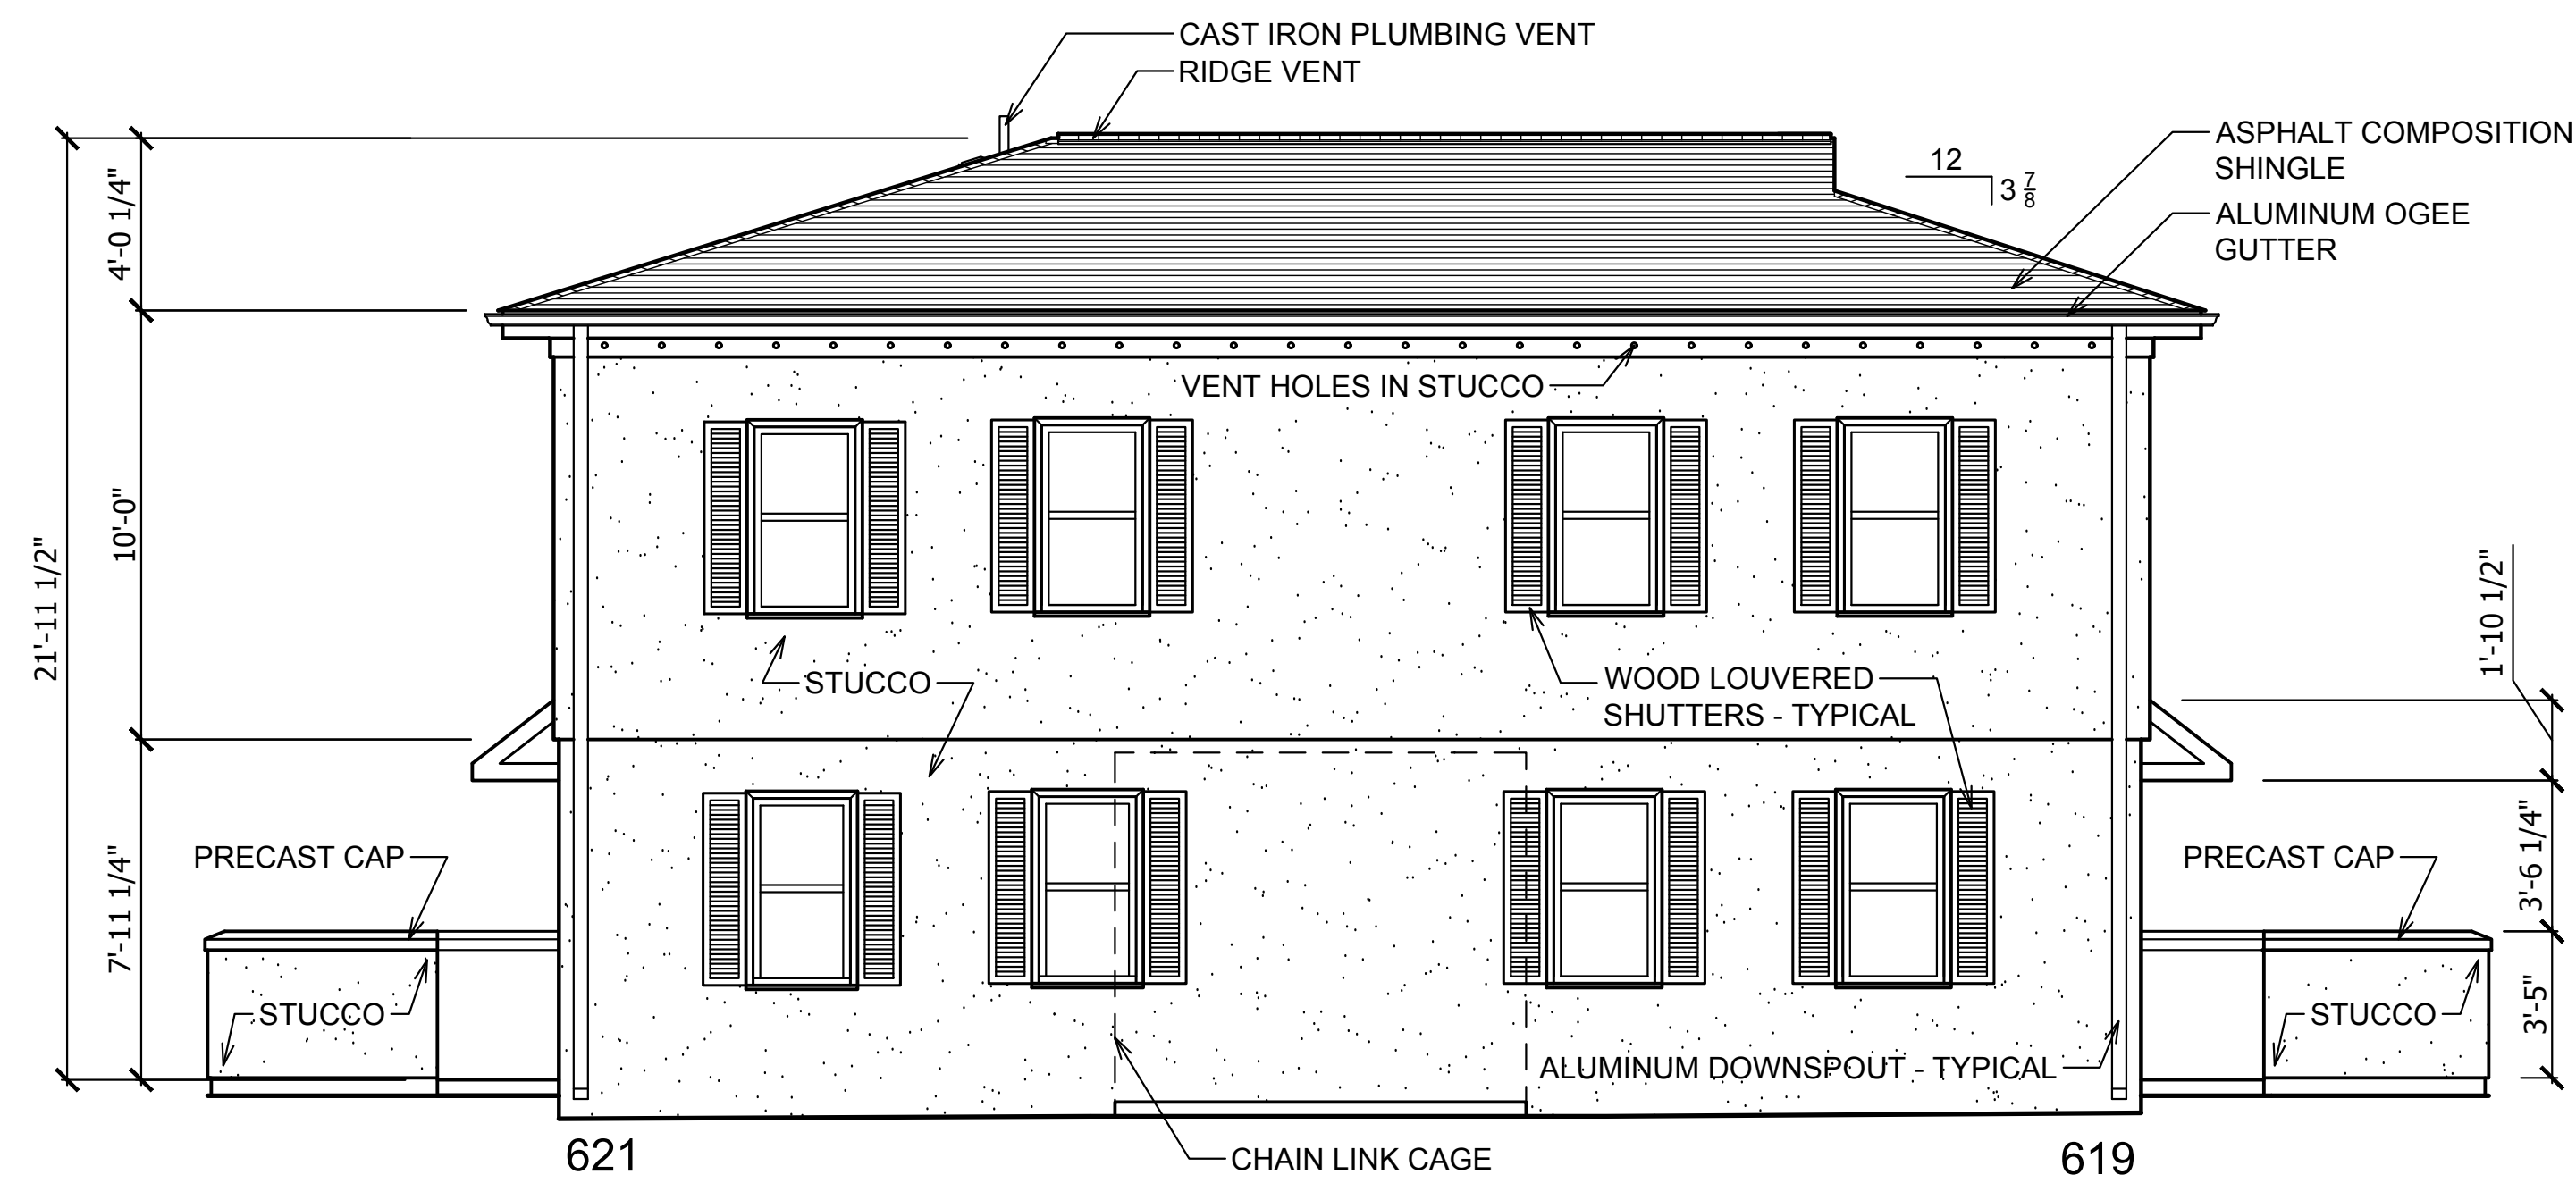 CAST IRON PLUMBING VENT
RIDGE VENT
ASPHALT COMPOSITION
SHINGLE
12
3 7/8
ALUMINUM OGEE
GUTTER
4'-0 1/4"
10'-0"
21'-11 1/2"
7'-11 1/4"
VENT HOLES IN STUCCO
STUCCO
WOOD LOUVERED
SHUTTERS - TYPICAL
1'-10 1/2"
3'-6 1/4"
3'-5"
PRECAST CAP
PRECAST CAP
STUCCO
STUCCO
ALUMINUM DOWNSPOUT - TYPICAL
621
CHAIN LINK CAGE
619